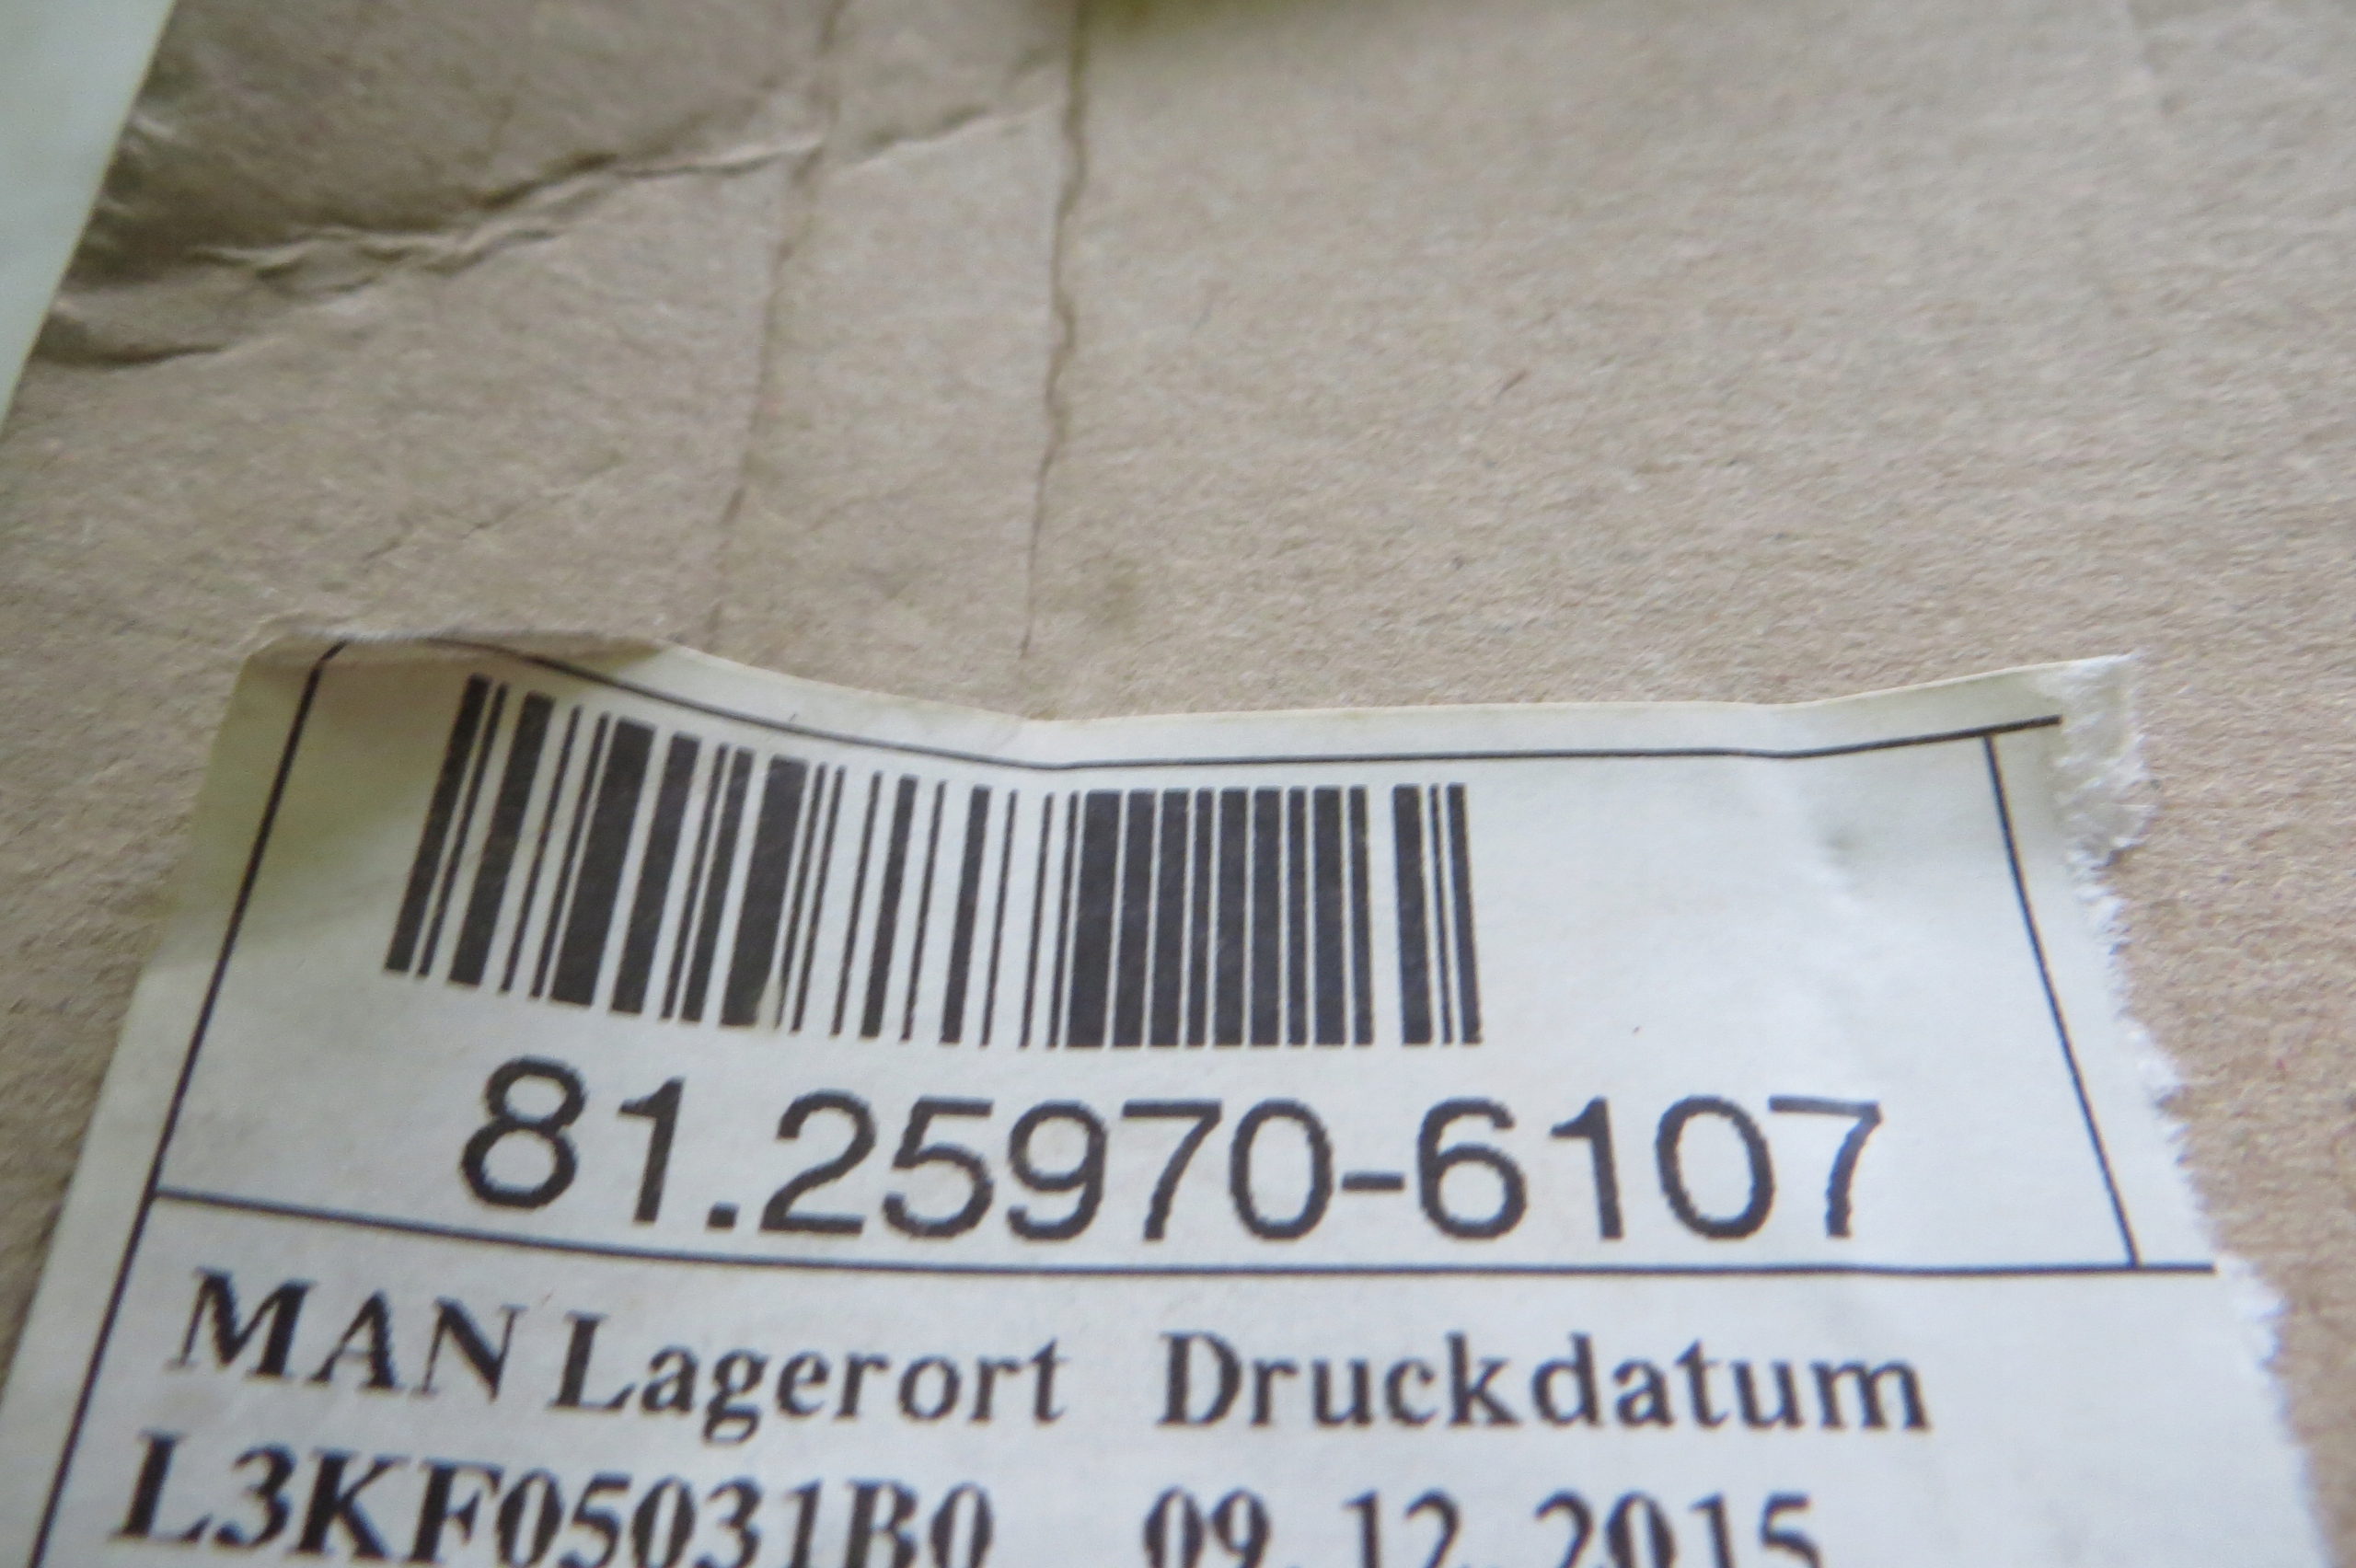 81.25970-6107
MAN Lagerort Druckdatum
L3KF05031B0 09.12.2015